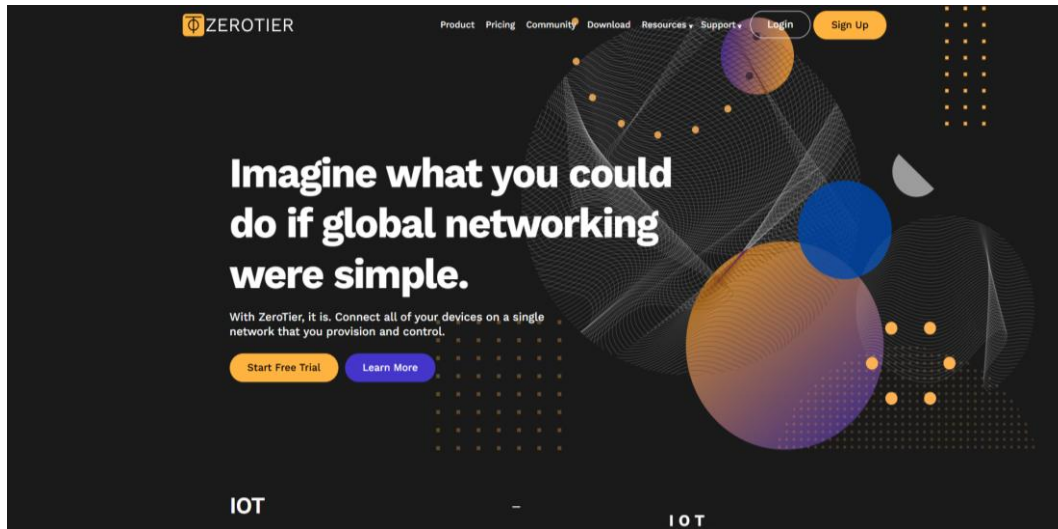 ZEROTIER
Product Pricing Community Download Resources Support Login Sign Up
Imagine what you could
do if global networking
were simple.
With ZeroTier, it is. Connect all of your devices on a single
network that you provision and control.
Start Free Trial Learn More
IOT –
IOT